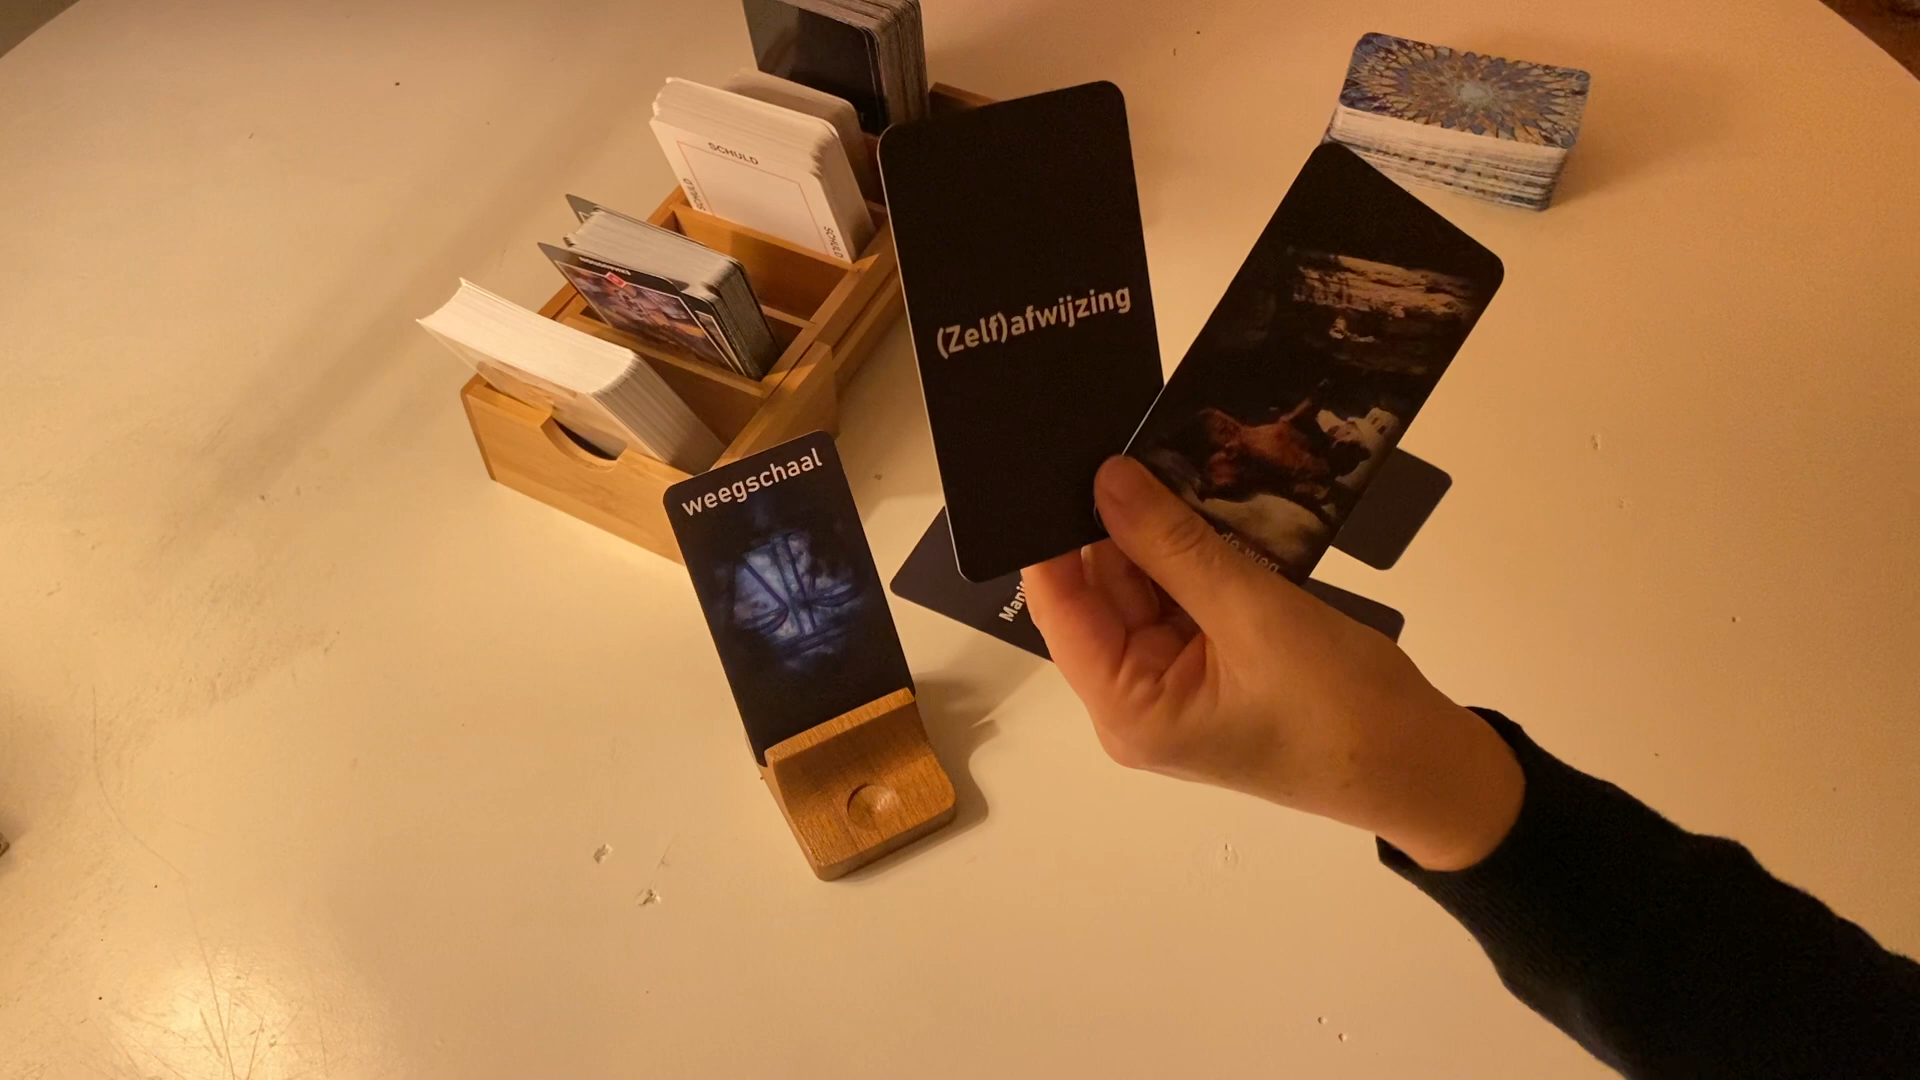 SCHULD
SCHULD
SCHULD
(Zelf)afwijzing
weegschaal
de weg